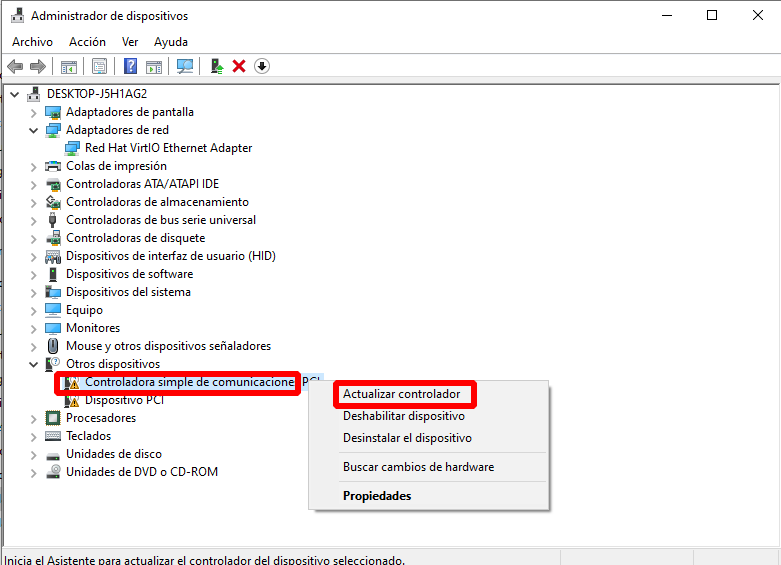 Administrador de dispositivos
Archivo Acción Ver Ayuda
DESKTOP-J5H1AG2
Adaptadores de pantalla
Adaptadores de red
Red Hat VirtIO Ethernet Adapter
Colas de impresión
Controladoras ATA/ATAPI IDE
Controladoras de almacenamiento
Controladoras de bus serie universal
Controladoras de disquete
Dispositivos de interfaz de usuario (HID)
Dispositivos de software
Dispositivos del sistema
Equipo
Monitores
Mouse y otros dispositivos señaladores
Otros dispositivos
Controladora simple de comunicaciones PCI
Dispositivo PCI
Procesadores
Teclados
Unidades de disco
Unidades de DVD o CD-ROM
Actualizar controlador
Deshabilitar dispositivo
Desinstalar el dispositivo
Buscar cambios de hardware
Propiedades
Inicia el Asistente para actualizar el controlador del dispositivo seleccionado.